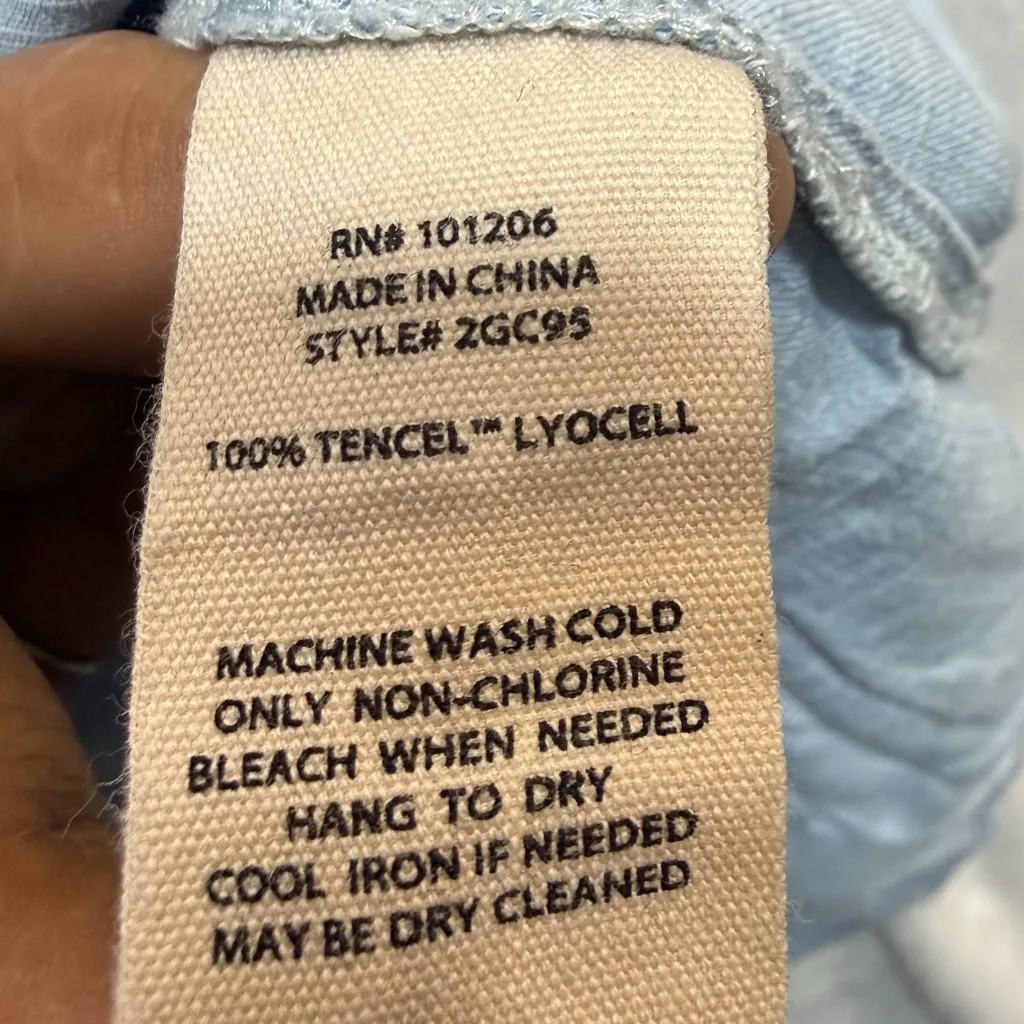 RN# 101206
MADE IN CHINA
STYLE# 2GC95
100% TENCEL™ LYOCELL
MACHINE WASH COLD
ONLY NON-CHLORINE
BLEACH WHEN NEEDED
HANG TO DRY
COOL IRON IF NEEDED
MAY BE DRY CLEANED